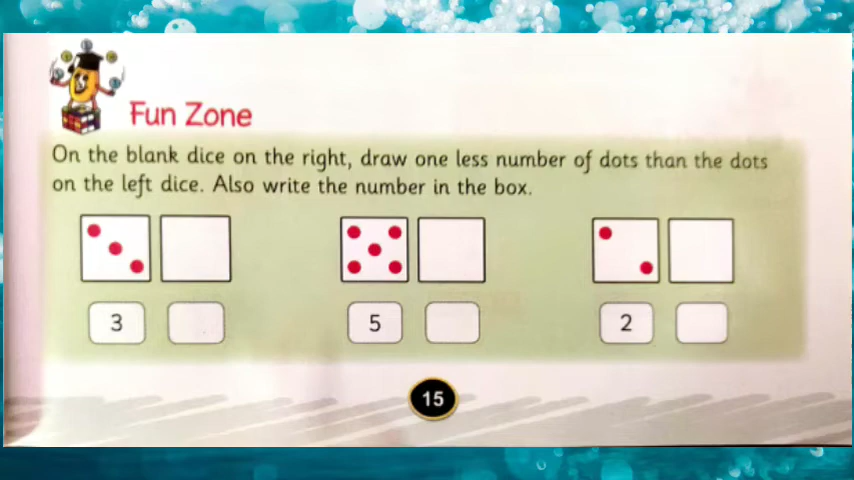 Fun Zone
On the blank dice on the right, draw one less number of dots than the dots
on the left dice. Also write the number in the box.
3 5 2
15